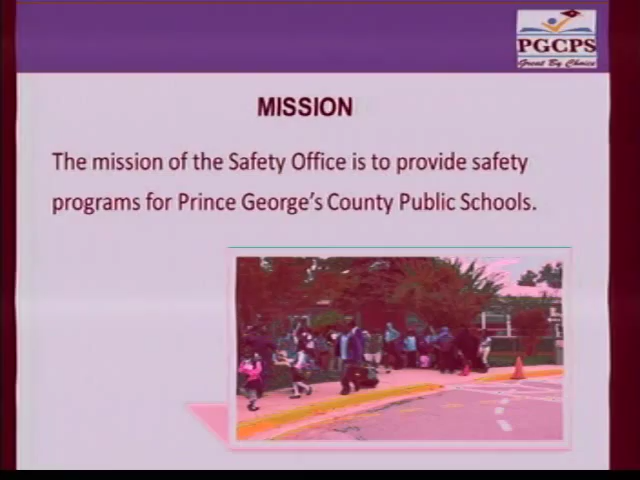 PGCPS
Great By Choice
MISSION
The mission of the Safety Office is to provide safety
programs for Prince George's County Public Schools.